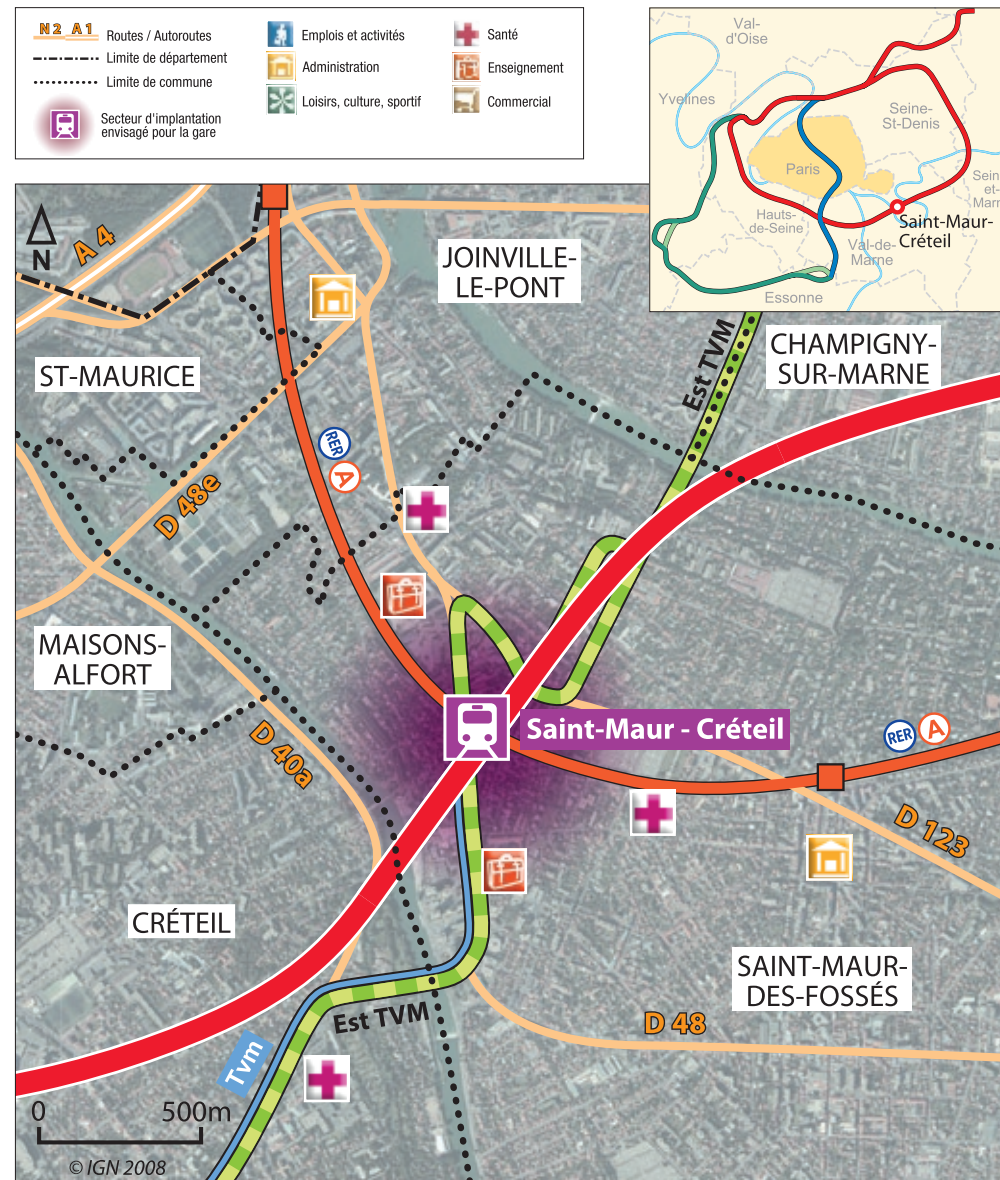 N2 A1
Routes / Autoroutes
Limite de département
Limite de commune
Secteur d'implantation
envisagé pour la gare
Emplois et activités
Administration
Loisirs, culture, sportif
Santé
Enseignement
Commercial
Val-
d'Oise
Yvelines
Seine-
St-Denis
Paris
Sein
et-
Marn
Hauts-
de-Seine
Saint-Maur-
Créteil
Val-de-
Marne
Essonne
A 4
N
JOINVILLE-
LE-PONT
ST-MAURICE
Est TVM
CHAMPIGNY-
SUR-MARNE
RER
A
D 48e
MAISONS-
ALFORT
Saint-Maur - Créteil
RER
A
D 40a
D 123
CRÉTEIL
SAINT-MAUR-
DES-FOSSÉS
Est TVM
D 48
Tvm
0 500m
© IGN 2008